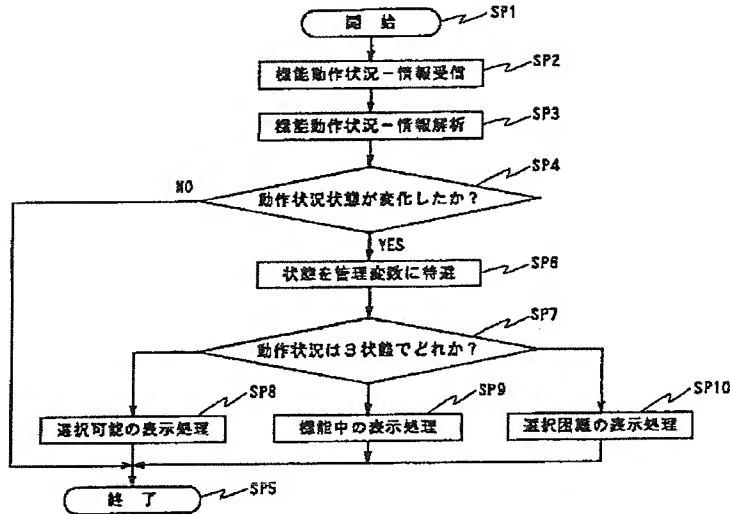 開始
SP1
機能動作状況－情報受信
SP2
機能動作状況－情報解析
SP3
SP4
NO
動作状況状態が変化したか？
YES
状態を管理変数に待避
SP6
SP7
動作状況は3状態でどれか？
SP8
SP9
SP10
選択可能の表示処理
機能中の表示処理
選択困難の表示処理
終了
SP5